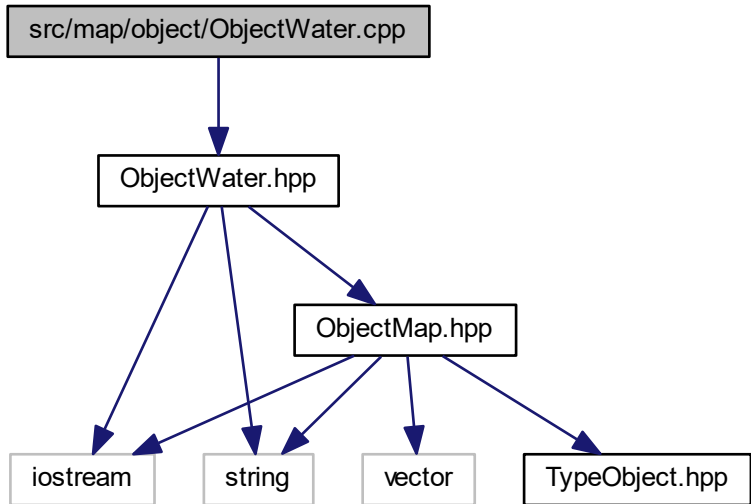 src/map/object/ObjectWater.cpp
ObjectWater.hpp
ObjectMap.hpp
iostream
string
vector
TypeObject.hpp